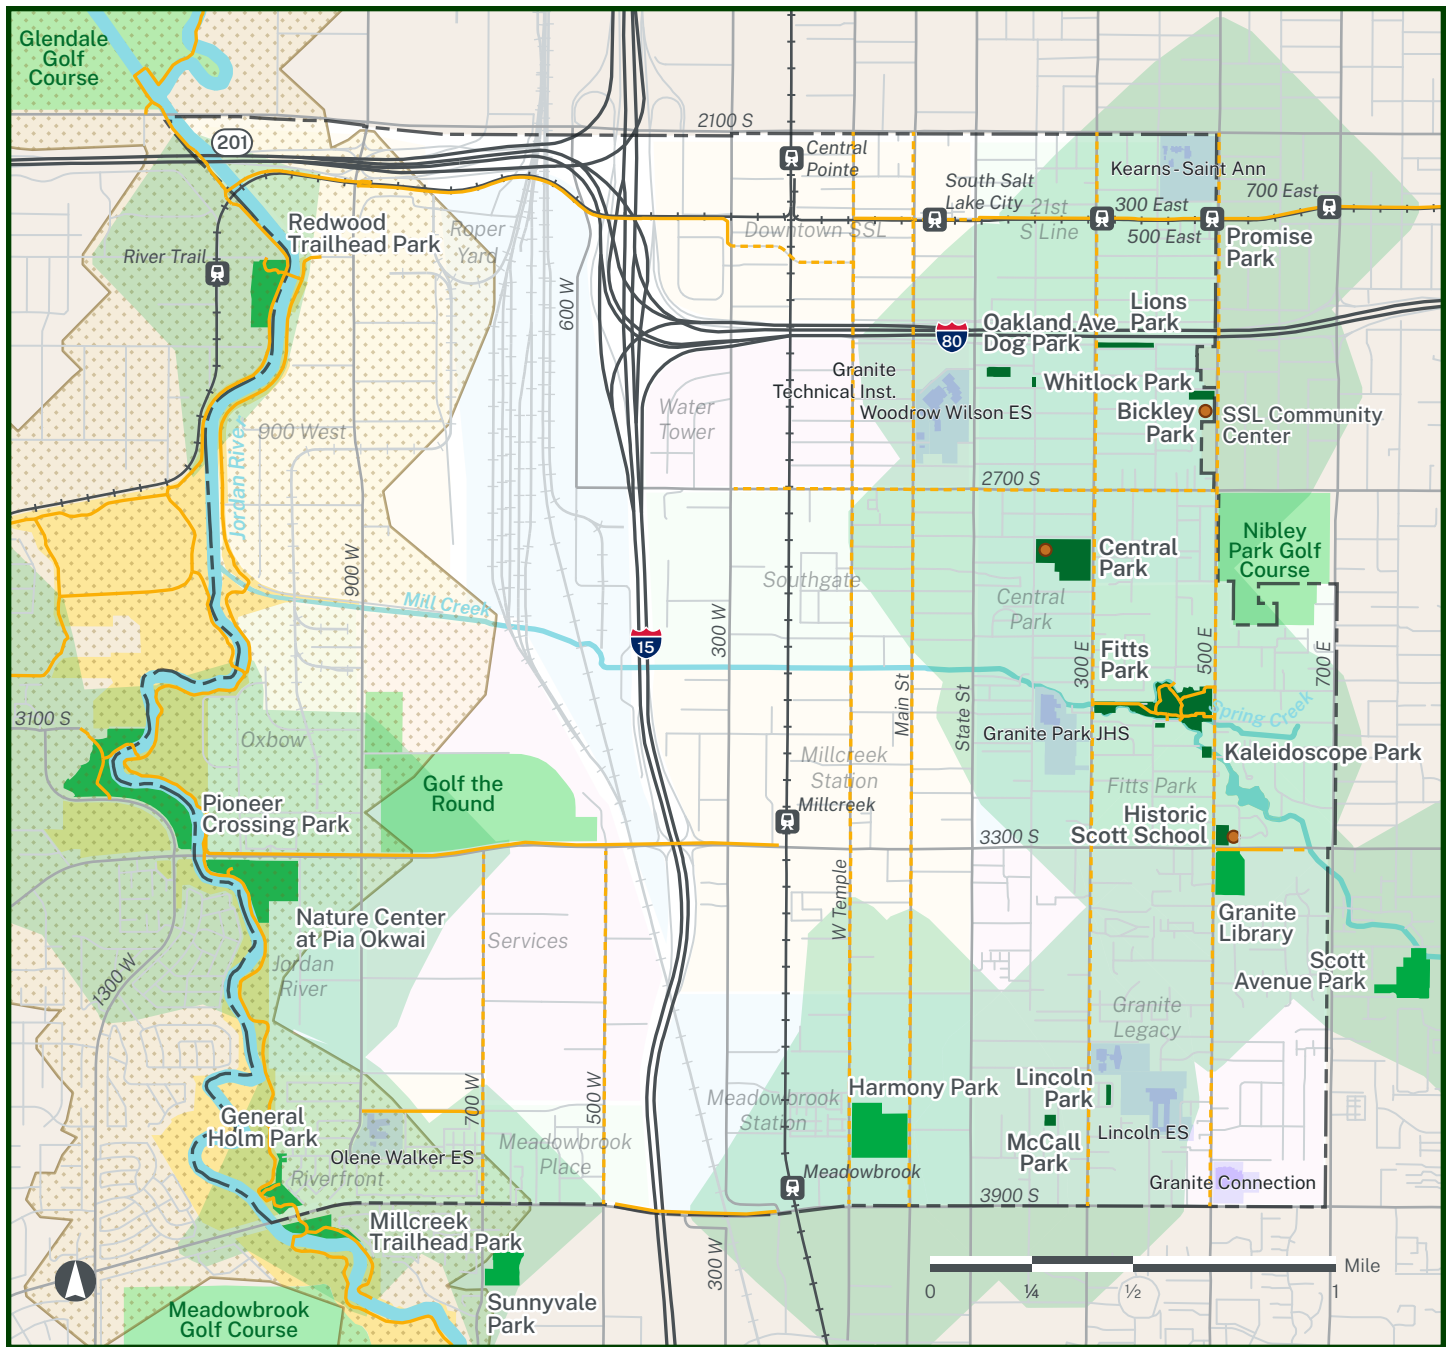 Glendale
Golf
Course
201
2100 S
Central
Pointe
Kearns - Saint Ann
South Salt
Lake City
21st
S Line
300 East
700 East
500 East
Promise
Park
Redwood
Trailhead Park
Roper
Yard
Downtown SSL
River Trail
600 W
Lions
Park
Oakland Ave
Dog Park
80
Granite
Technical Inst.
Whitlock Park
Woodrow Wilson ES
Bickley
Park
SSL Community
Center
Water
Tower
900 West
Jordan River
2700 S
Nibley
Park Golf
Course
Central
Park
900 W
Southgate
Mill Creek
Central
Park
300 W
15
Fitts
Park
300 E
500 E
700 E
Main St
State St
Spring Creek
3100 S
Oxbow
Granite Park JHS
Kaleidoscope Park
Millcreek
Station
Golf the
Round
Fitts Park
Millcreek
Pioneer
Crossing Park
Historic
Scott School
3300 S
W Temple
Nature Center
at Pia Okwai
Services
Granite
Library
Jordan
River
Scott
Avenue Park
1300 W
Granite
Legacy
Harmony Park
Lincoln
Park
700 W
500 W
Meadowbrook
Station
General
Holm Park
Lincoln ES
McCall
Park
Meadowbrook
Place
Olene Walker ES
Riverfront
Meadowbrook
Granite Connection
3900 S
Millcreek
Trailhead Park
300 W
Mile
0
¼
½
1
Sunnyvale
Park
Meadowbrook
Golf Course